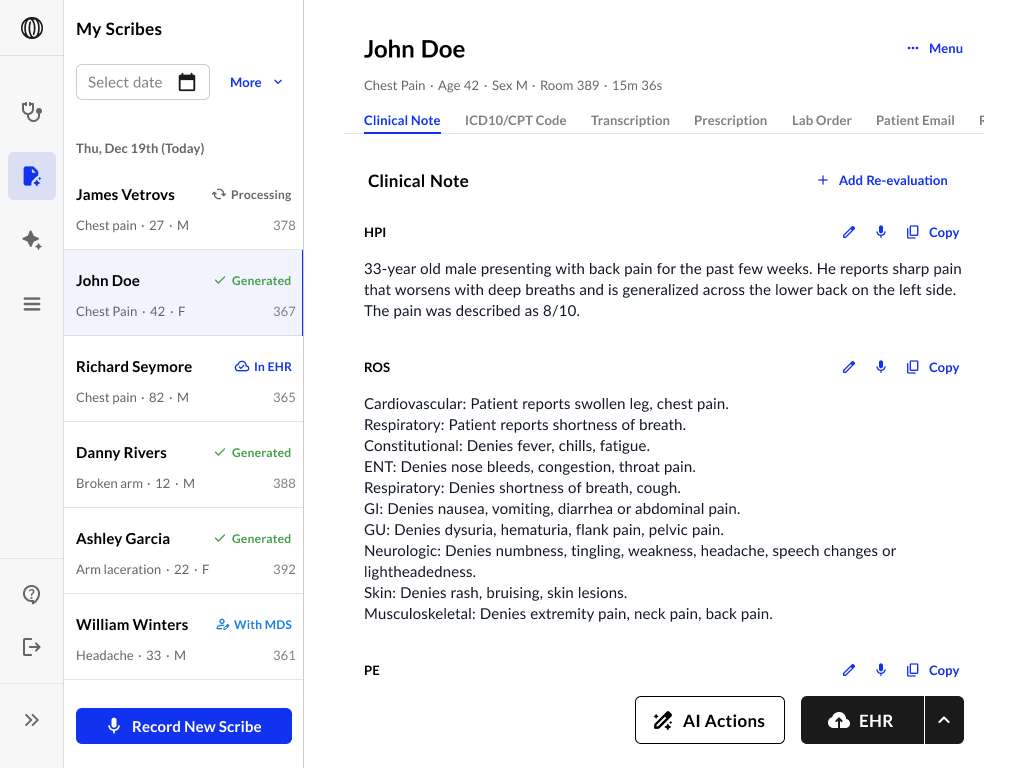 My Scribes
Select date
More
Thu, Dec 19th (Today)
James Vetrovs
Processing
Chest pain · 27 · M
378
John Doe
Generated
Chest Pain · 42 · F
367
Richard Seymore
In EHR
Chest pain · 82 · M
365
Danny Rivers
Generated
Broken arm · 12 · M
388
Ashley Garcia
Generated
Arm laceration · 22 · F
392
William Winters
With MDS
Headache · 33 · M
361
Record New Scribe
John Doe
Menu
Chest Pain · Age 42 · Sex M · Room 389 · 15m 36s
Clinical Note
ICD10/CPT Code
Transcription
Prescription
Lab Order
Patient Email
Clinical Note
+ Add Re-evaluation
HPI
Copy
33-year old male presenting with back pain for the past few weeks. He reports sharp pain
that worsens with deep breaths and is generalized across the lower back on the left side.
The pain was described as 8/10.
ROS
Copy
Cardiovascular: Patient reports swollen leg, chest pain.
Respiratory: Patient reports shortness of breath.
Constitutional: Denies fever, chills, fatigue.
ENT: Denies nose bleeds, congestion, throat pain.
Respiratory: Denies shortness of breath, cough.
GI: Denies nausea, vomiting, diarrhea or abdominal pain.
GU: Denies dysuria, hematuria, flank pain, pelvic pain.
Neurologic: Denies numbness, tingling, weakness, headache, speech changes or
lightheadedness.
Skin: Denies rash, bruising, skin lesions.
Musculoskeletal: Denies extremity pain, neck pain, back pain.
PE
Copy
AI Actions
EHR